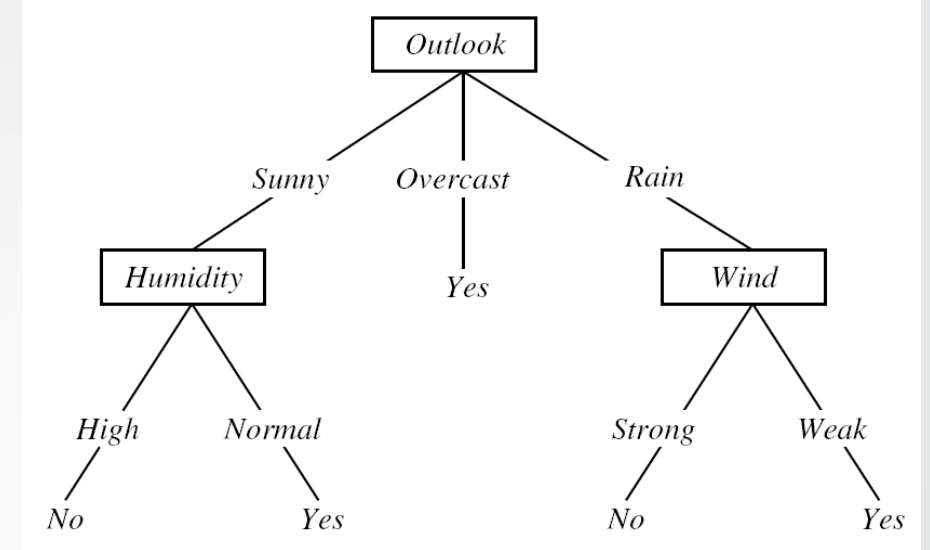 Outlook
Sunny Overcast Rain
Humidity Yes Wind
High Normal Strong Weak
No Yes No Yes